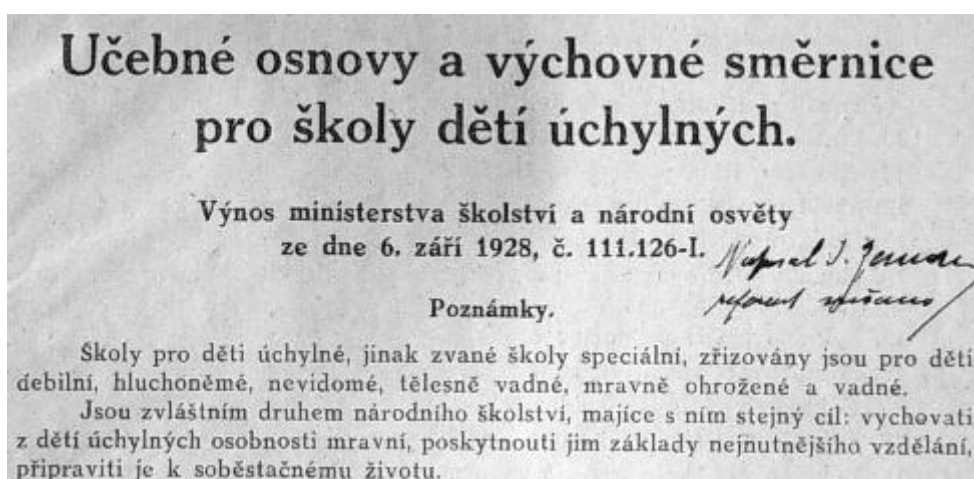 Učebné osnovy a výchovné směrnice
pro školy dětí úchylných.
Výnos ministerstva školství a národní osvěty
ze dne 6. září 1928, č. 111.126-I.
Napsal J. Zeman
referent
Poznámky.
Školy pro děti úchylné, jinak zvané školy speciální, zřizovány jsou pro děti
debilní, hluchoněmé, nevidomé, tělesně vadné, mravně ohrožené a vadné.
Jsou zvláštním druhem národního školství, majíce s ním stejný cíl: vychovati
z dětí úchylných osobnosti mravní, poskytnouti jim základy nejnutnějšího vzdělání,
připraviti je k soběstačnému životu.